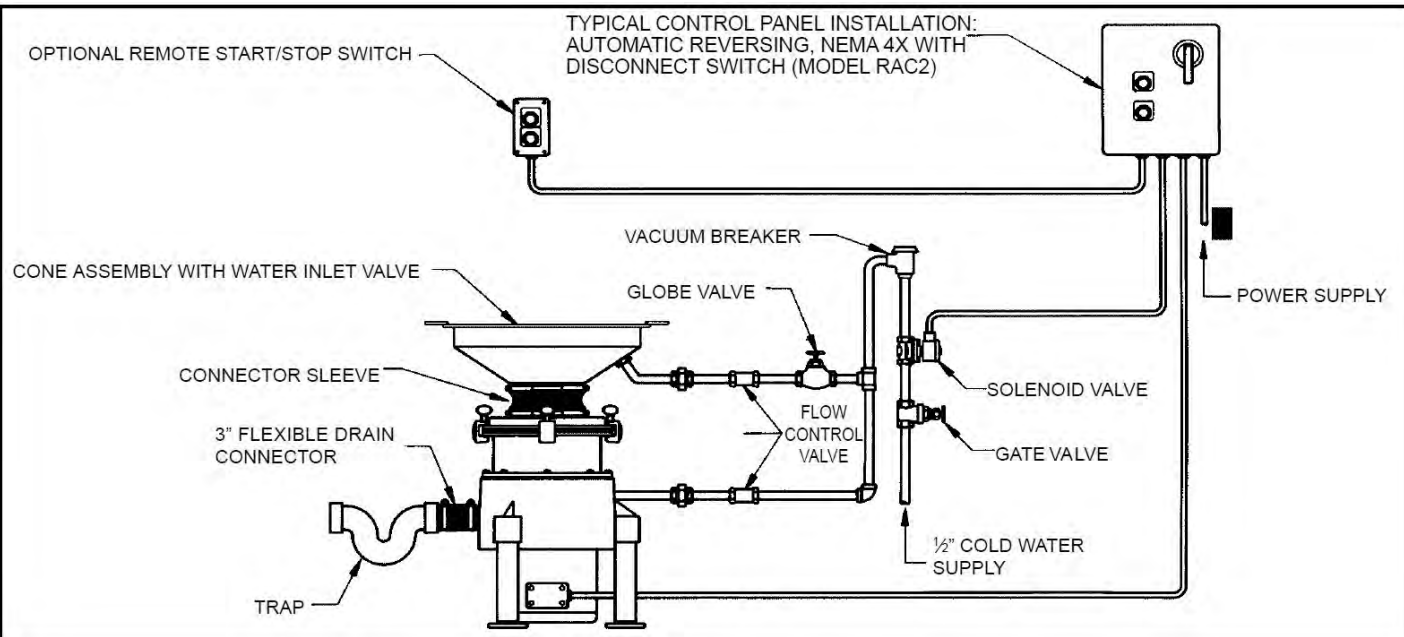 OPTIONAL REMOTE START/STOP SWITCH
TYPICAL CONTROL PANEL INSTALLATION:
AUTOMATIC REVERSING, NEMA 4X WITH
DISCONNECT SWITCH (MODEL RAC2)
VACUUM BREAKER
CONE ASSEMBLY WITH WATER INLET VALVE
GLOBE VALVE
POWER SUPPLY
CONNECTOR SLEEVE
SOLENOID VALVE
FLOW
CONTROL
VALVE
3" FLEXIBLE DRAIN
CONNECTOR
GATE VALVE
½" COLD WATER
SUPPLY
TRAP